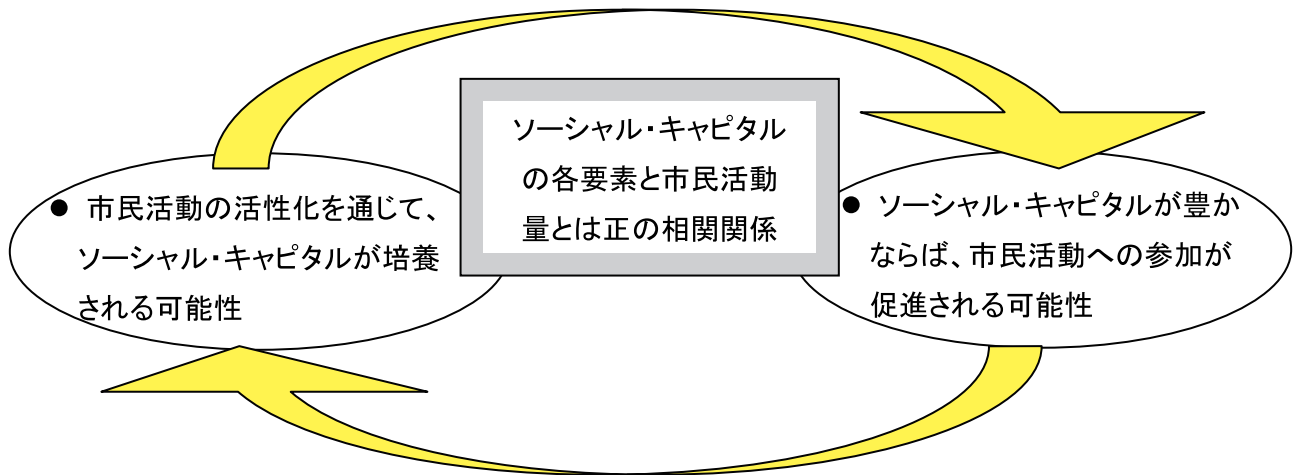 ソーシャル・キャピタル
の各要素と市民活動
量とは正の相関関係
● 市民活動の活性化を通じて、
ソーシャル・キャピタルが培養
される可能性
● ソーシャル・キャピタルが豊か
ならば、市民活動への参加が
促進される可能性